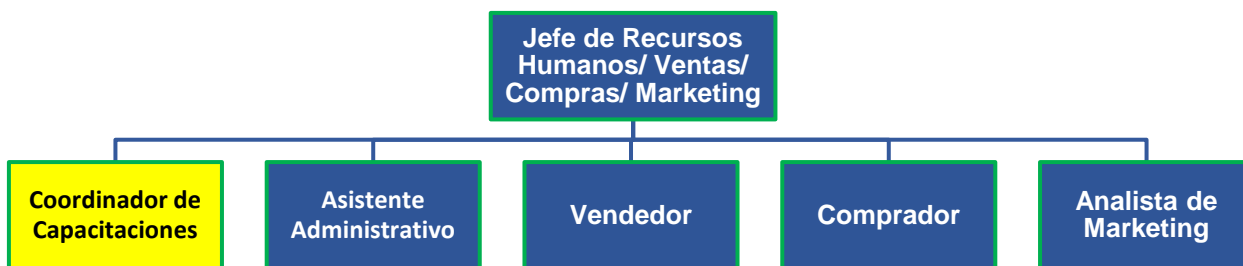 Jefe de Recursos
Humanos/ Ventas/
Compras/ Marketing
Coordinador de
Capacitaciones
Asistente
Administrativo
Vendedor
Comprador
Analista de
Marketing